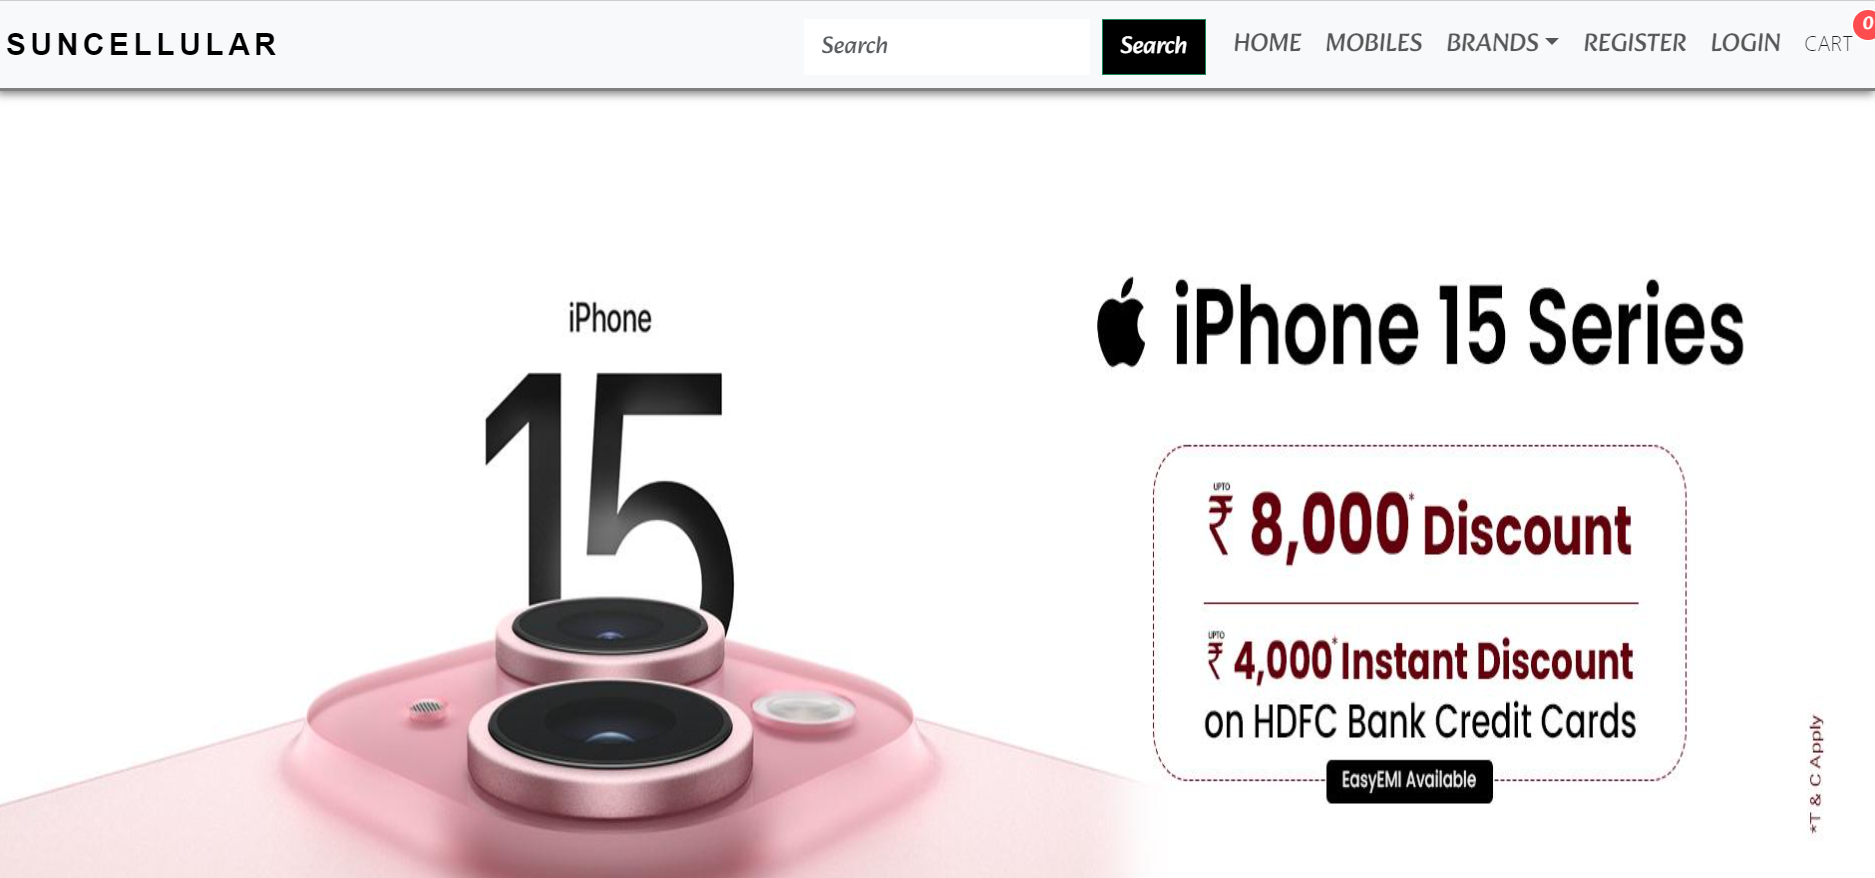 SUNCELLULAR
Search
Search
HOME
MOBILES
BRANDS
REGISTER
LOGIN
CART
0
iPhone
15
iPhone 15 Series
UPTO
₹ 8,000* Discount
UPTO
₹ 4,000* Instant Discount
on HDFC Bank Credit Cards
EasyEMI Available
*T & C Apply